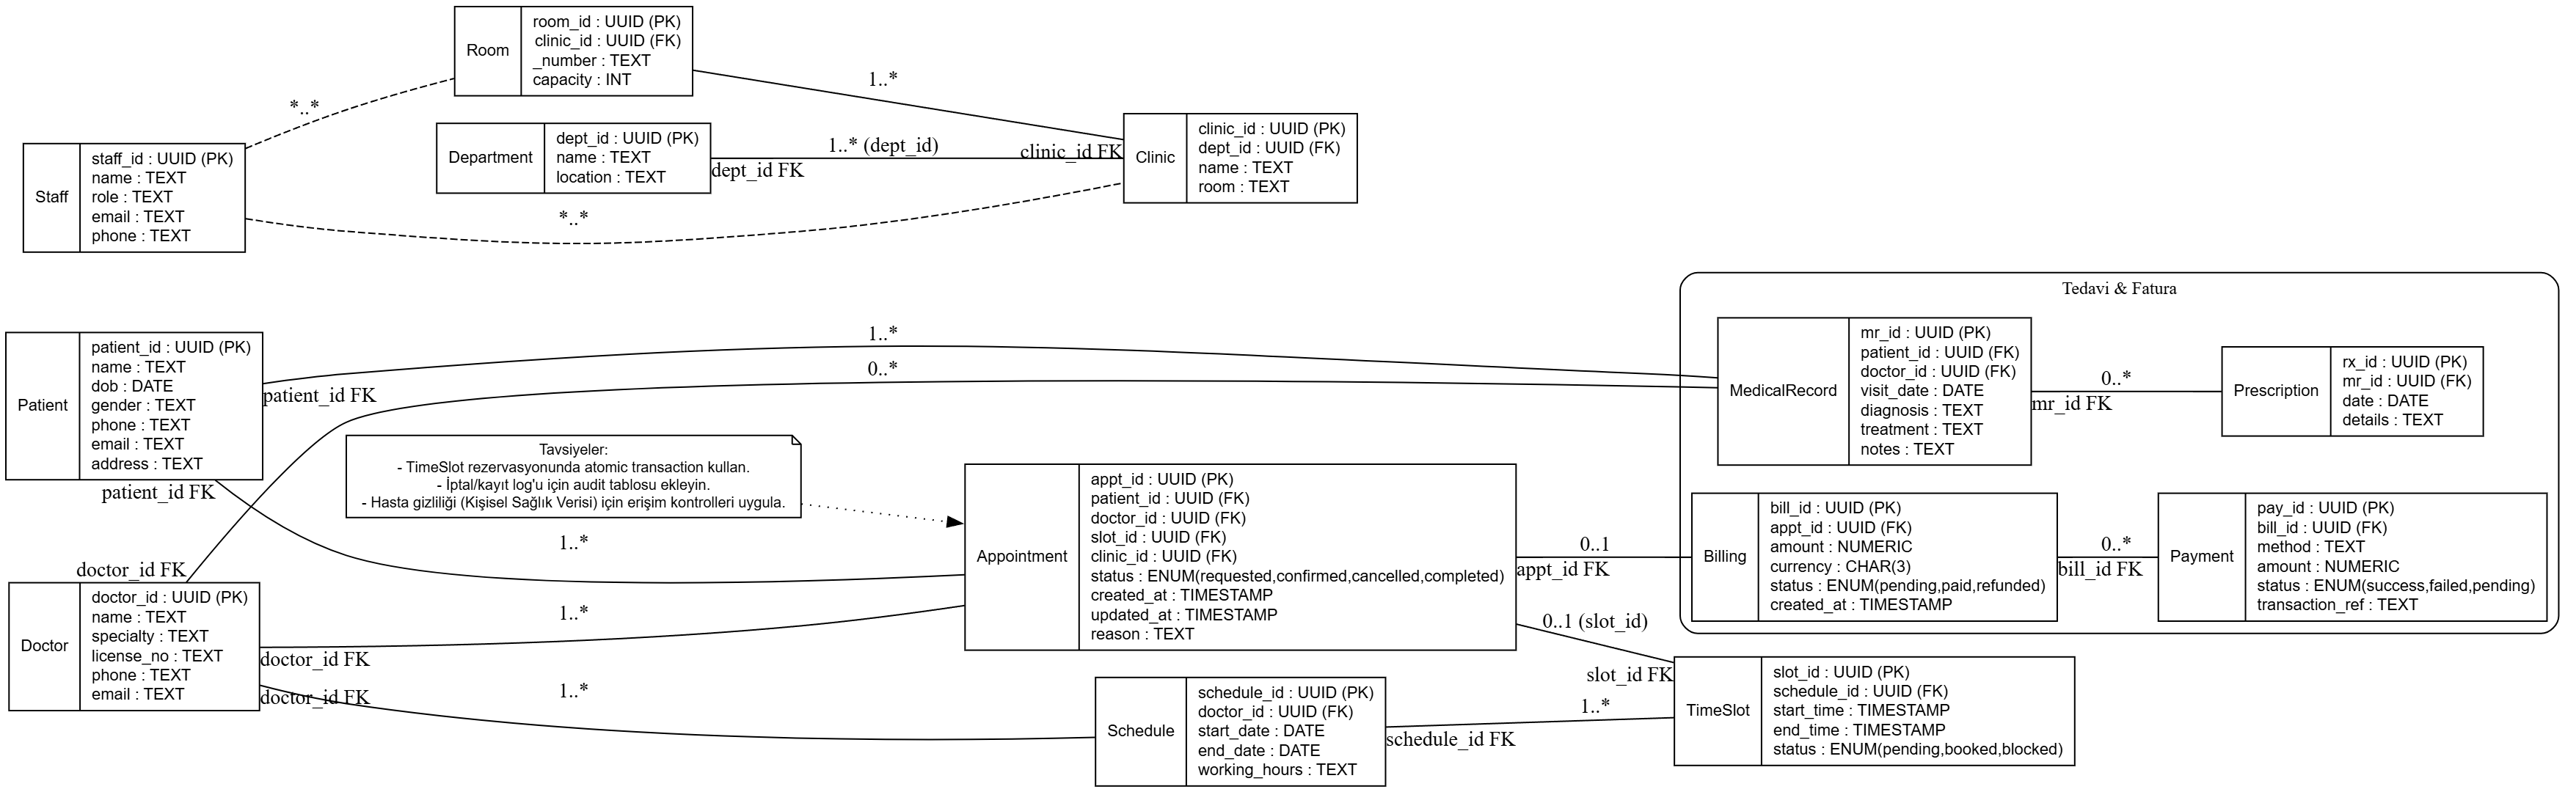 Room
room_id : UUID (PK)
clinic_id : UUID (FK)
_number : TEXT
capacity : INT
1..*
*..*
Staff
staff_id : UUID (PK)
name : TEXT
role : TEXT
email : TEXT
phone : TEXT
Department
dept_id : UUID (PK)
name : TEXT
location : TEXT
1..* (dept_id)
dept_id FK
clinic_id FK
Clinic
clinic_id : UUID (PK)
dept_id : UUID (FK)
name : TEXT
room : TEXT
*..*
Tedavi & Fatura
Patient
patient_id : UUID (PK)
name : TEXT
dob : DATE
gender : TEXT
phone : TEXT
email : TEXT
address : TEXT
1..*
patient_id FK
0..*
patient_id FK
MedicalRecord
mr_id : UUID (PK)
patient_id : UUID (FK)
doctor_id : UUID (FK)
visit_date : DATE
diagnosis : TEXT
treatment : TEXT
notes : TEXT
0..*
mr_id FK
Prescription
rx_id : UUID (PK)
mr_id : UUID (FK)
date : DATE
details : TEXT
Tavsiyeler:
- TimeSlot rezervasyonunda atomic transaction kullan.
- İptal/kayıt log'u için audit tablosu ekleyin.
- Hasta gizliliği (Kişisel Sağlık Verisi) için erişim kontrolleri uygula.
1..*
doctor_id FK
Doctor
doctor_id : UUID (PK)
name : TEXT
specialty : TEXT
license_no : TEXT
phone : TEXT
email : TEXT
1..*
doctor_id FK
doctor_id FK
1..*
Appointment
appt_id : UUID (PK)
patient_id : UUID (FK)
doctor_id : UUID (FK)
slot_id : UUID (FK)
clinic_id : UUID (FK)
status : ENUM(requested,confirmed,cancelled,completed)
created_at : TIMESTAMP
updated_at : TIMESTAMP
reason : TEXT
0..1
appt_id FK
Billing
bill_id : UUID (PK)
appt_id : UUID (FK)
amount : NUMERIC
currency : CHAR(3)
status : ENUM(pending,paid,refunded)
created_at : TIMESTAMP
0..*
bill_id FK
Payment
pay_id : UUID (PK)
bill_id : UUID (FK)
method : TEXT
amount : NUMERIC
status : ENUM(success,failed,pending)
transaction_ref : TEXT
0..1 (slot_id)
slot_id FK
Schedule
schedule_id : UUID (PK)
doctor_id : UUID (FK)
start_date : DATE
end_date : DATE
working_hours : TEXT
1..*
schedule_id FK
TimeSlot
slot_id : UUID (PK)
schedule_id : UUID (FK)
start_time : TIMESTAMP
end_time : TIMESTAMP
status : ENUM(pending,booked,blocked)